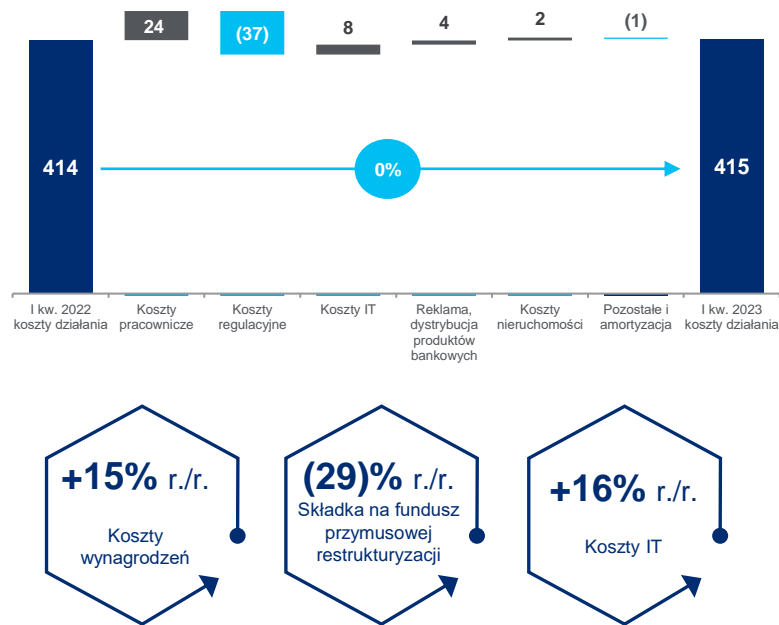 24
(37)
8
4
2
(1)
414
0%
415
I kw. 2022
koszty działania
Koszty
pracownicze
Koszty
regulacyjne
Koszty IT
Reklama,
dystrybucja
produktów
bankowych
Koszty
nieruchomości
Pozostałe i
amortyzacja
I kw. 2023
koszty działania
+15% r./r.
Koszty
wynagrodzeń
(29)% r./r.
Składka na fundusz
przymusowej
restrukturyzacji
+16% r./r.
Koszty IT